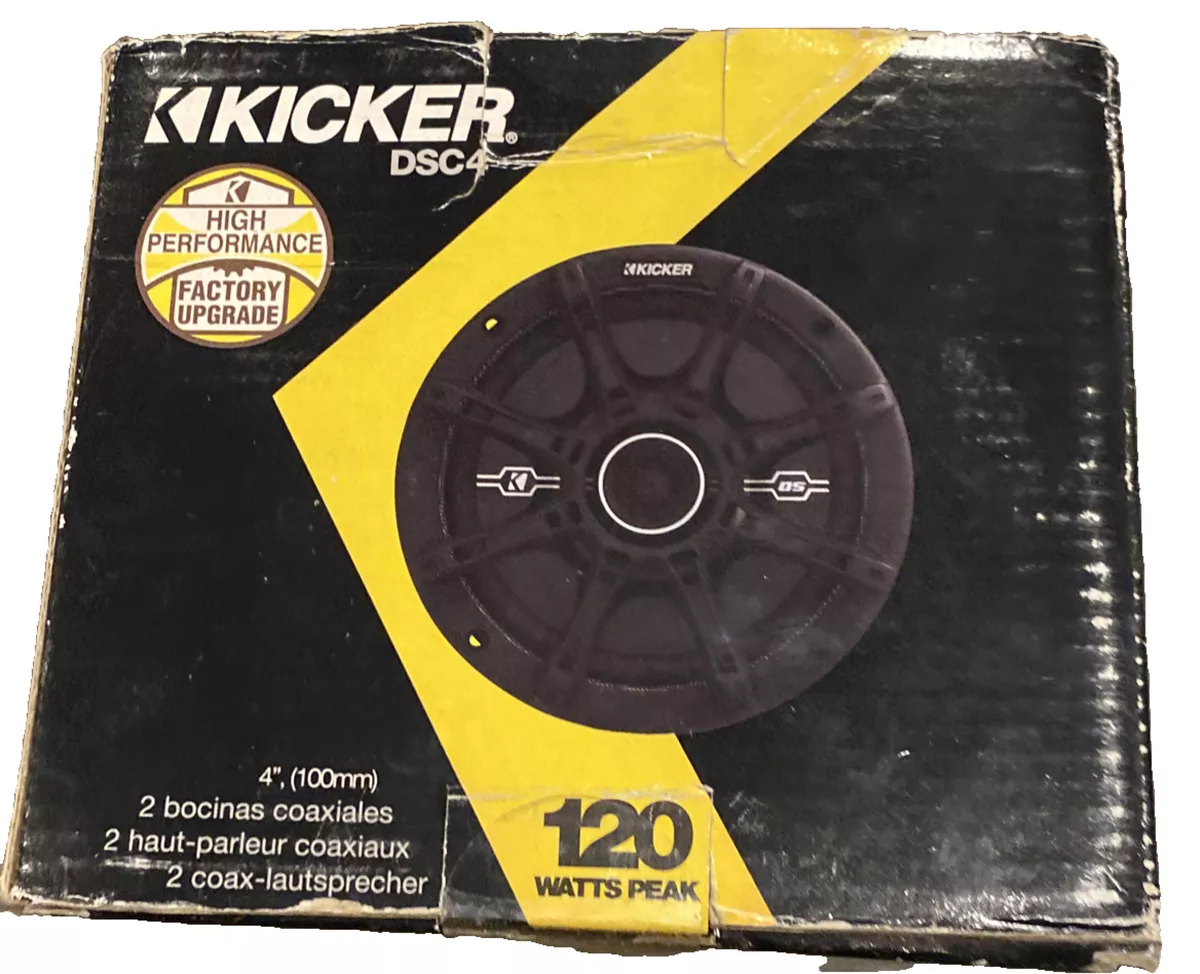 KICKER®
DSC4
HIGH
PERFORMANCE
FACTORY
UPGRADE
KICKER
DS
4”, (100mm)
2 bocinas coaxiales
2 haut-parleur coaxiaux
2 coax-lautsprecher
120
WATTS PEAK